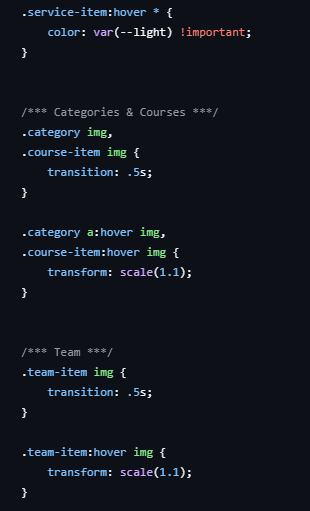 .service-item:hover * {
    color: var(--light) !important;
}
/*** Categories & Courses ***/
.category img,
.course-item img {
    transition: .5s;
}
.category a:hover img,
.course-item:hover img {
    transform: scale(1.1);
}
/*** Team ***/
.team-item img {
    transition: .5s;
}
.team-item:hover img {
    transform: scale(1.1);
}